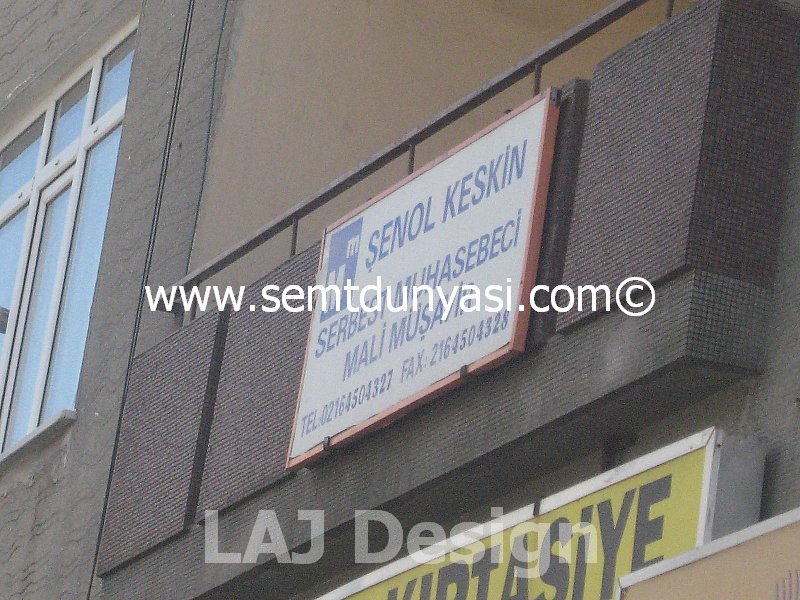 ŞENOL KESKİN
SERBEST MUHASEBECİ
MALİ MÜŞAVİR
TEL:02164504327 FAX: 2164504328
www.semtdunyasi.com©
LAJ Design
KIRTASİYE